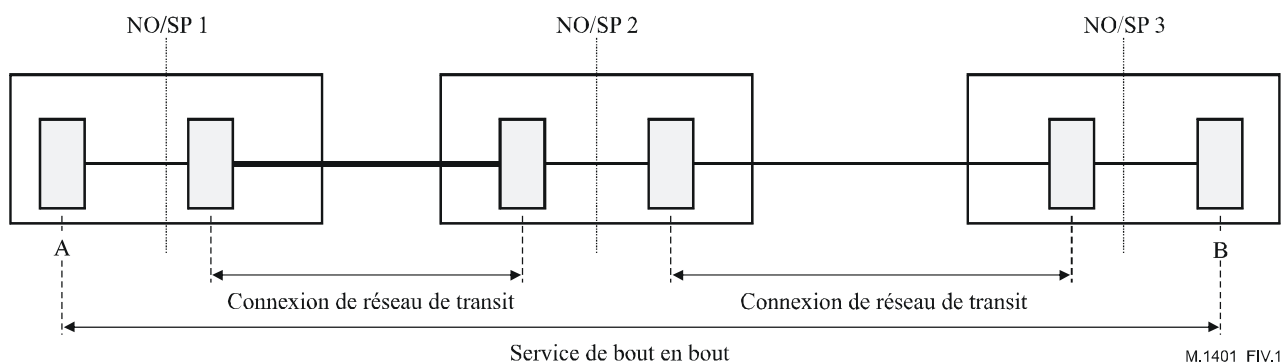 NO/SP 1
NO/SP 2
NO/SP 3
A
B
Connexion de réseau de transit
Connexion de réseau de transit
Service de bout en bout
M.1401_FIV.1